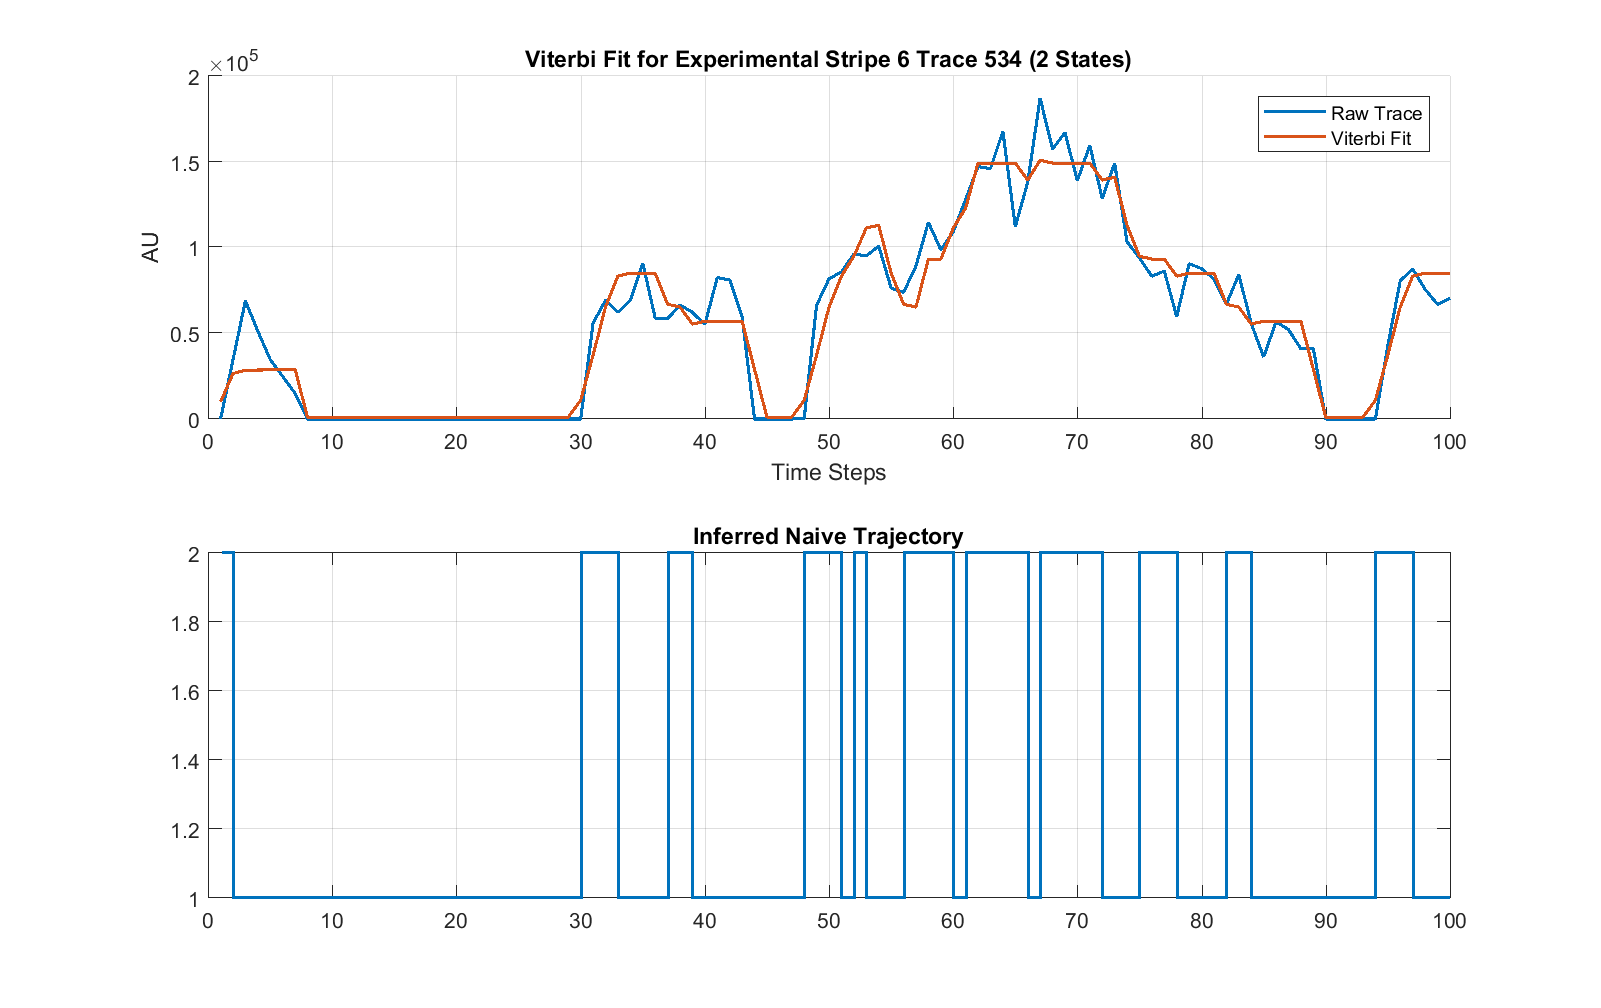 Viterbi Fit for Experimental Stripe 6 Trace 534 (2 States)
×10⁵
2
1.5
1
0.5
0
AU
Raw Trace
Viterbi Fit
0 10 20 30 40 50 60 70 80 90 100
Time Steps
Inferred Naive Trajectory
2
1.8
1.6
1.4
1.2
1
0 10 20 30 40 50 60 70 80 90 100